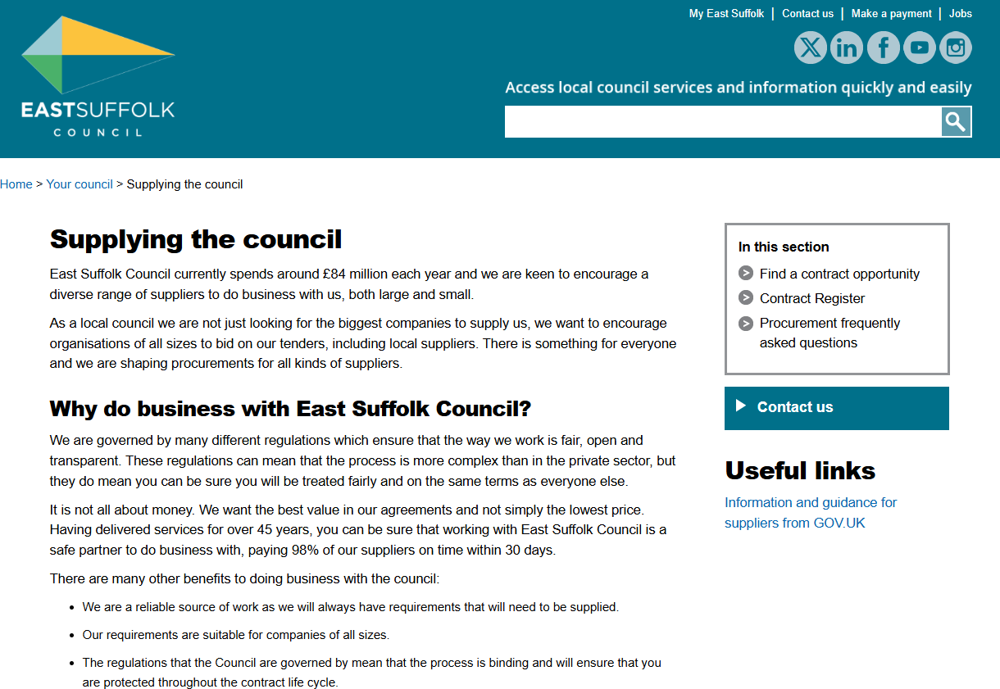 My East Suffolk | Contact us | Make a payment | Jobs
EASTSUFFOLK
COUNCIL
Access local council services and information quickly and easily
Home > Your council > Supplying the council
Supplying the council
East Suffolk Council currently spends around £84 million each year and we are keen to encourage a
diverse range of suppliers to do business with us, both large and small.
As a local council we are not just looking for the biggest companies to supply us, we want to encourage
organisations of all sizes to bid on our tenders, including local suppliers. There is something for everyone
and we are shaping procurements for all kinds of suppliers.
Why do business with East Suffolk Council?
We are governed by many different regulations which ensure that the way we work is fair, open and
transparent. These regulations can mean that the process is more complex than in the private sector, but
they do mean you can be sure you will be treated fairly and on the same terms as everyone else.
It is not all about money. We want the best value in our agreements and not simply the lowest price.
Having delivered services for over 45 years, you can be sure that working with East Suffolk Council is a
safe partner to do business with, paying 98% of our suppliers on time within 30 days.
There are many other benefits to doing business with the council:
• We are a reliable source of work as we will always have requirements that will need to be supplied.
• Our requirements are suitable for companies of all sizes.
• The regulations that the Council are governed by mean that the process is binding and will ensure that you
are protected throughout the contract life cycle.
In this section
Find a contract opportunity
Contract Register
Procurement frequently
asked questions
Contact us
Useful links
Information and guidance for
suppliers from GOV.UK